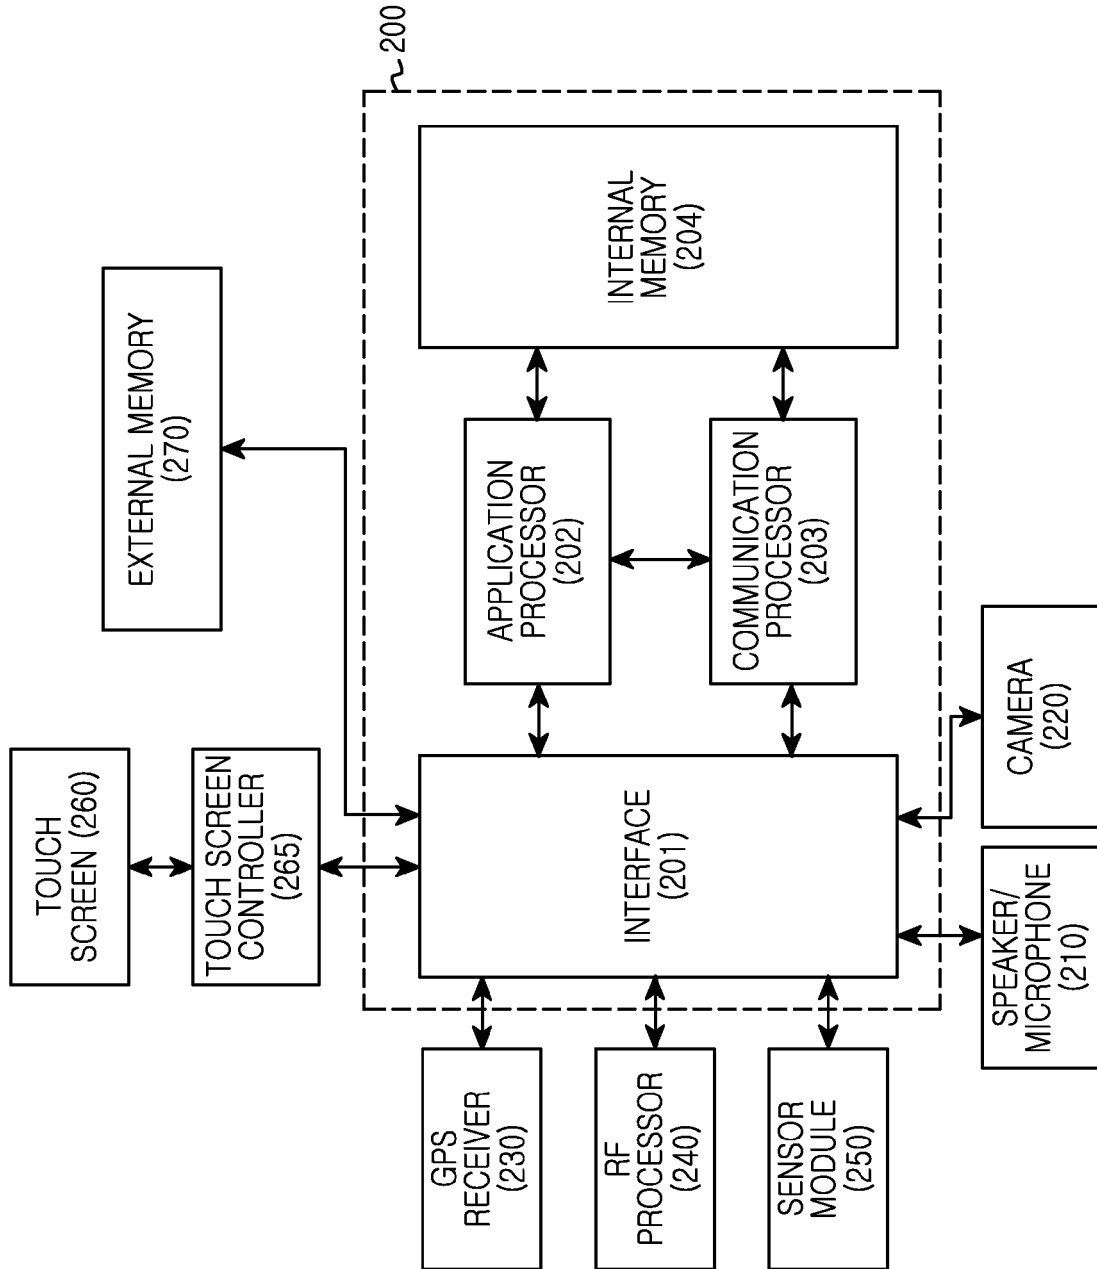 TOUCH
SCREEN (260)
TOUCH SCREEN
CONTROLLER
(265)
EXTERNAL MEMORY
(270)
200
GPS
RECEIVER
(230)
RF
PROCESSOR
(240)
SENSOR
MODULE
(250)
INTERFACE
(201)
APPLICATION
PROCESSOR
(202)
COMMUNICATION
PROCESSOR
(203)
INTERNAL
MEMORY
(204)
SPEAKER/
MICROPHONE
(210)
CAMERA
(220)